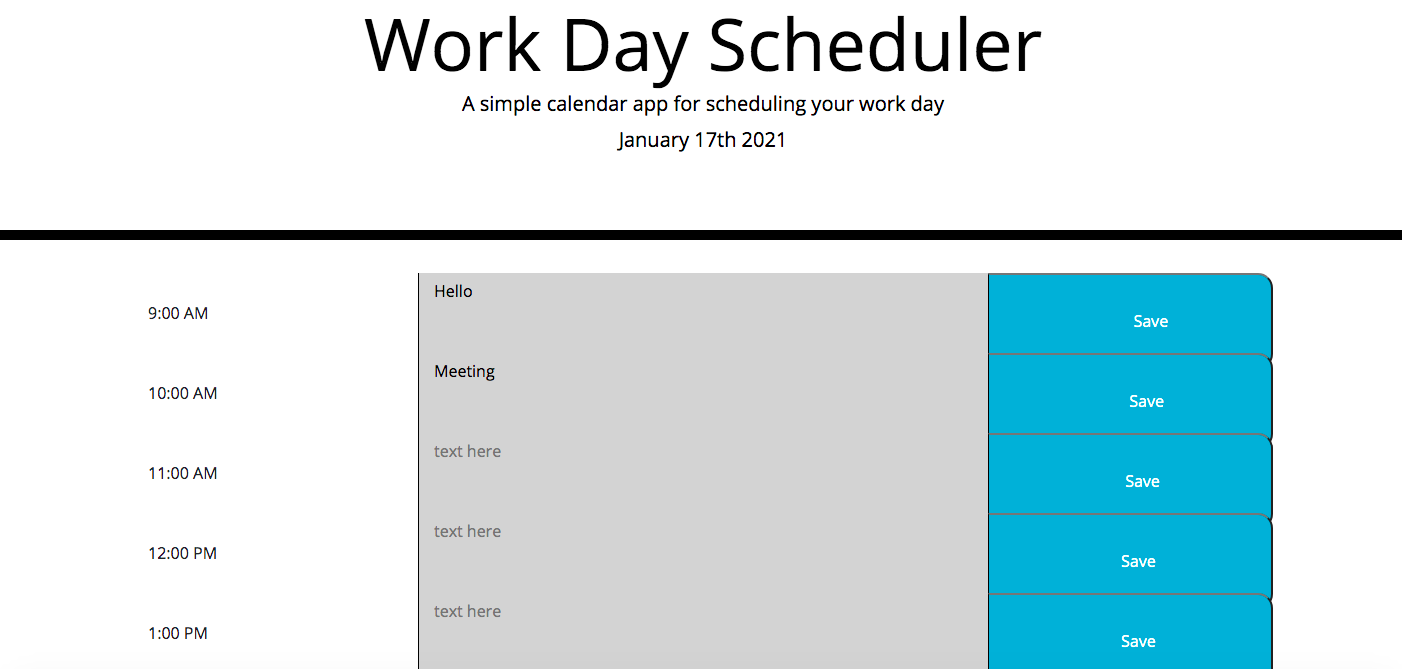 Work Day Scheduler
A simple calendar app for scheduling your work day
January 17th 2021
9:00 AM
Hello
Save
10:00 AM
Meeting
Save
11:00 AM
text here
Save
12:00 PM
text here
Save
1:00 PM
text here
Save